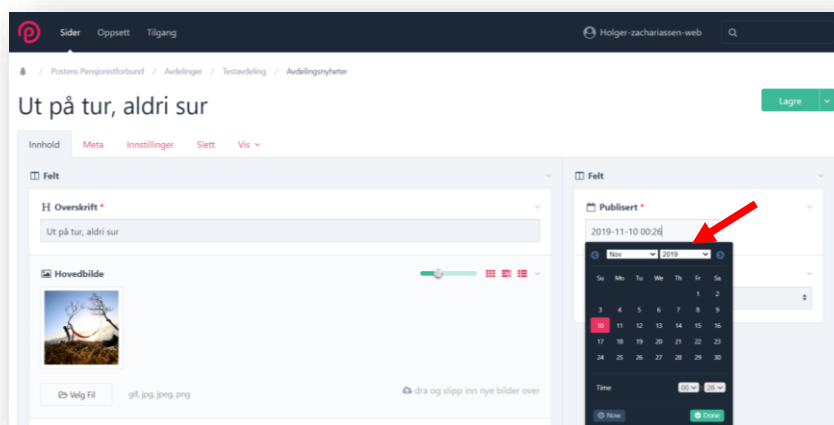 Sider Oppsett Tilgang Holger-zachariassen-web
/ Postens Pensjonistforbund / Avdelinger / Testavdeling / Avdelingsnyheter
Ut på tur, aldri sur
Lagre
Innhold Meta Innstillinger Slett Vis
Felt
Overskrift *
Ut på tur, aldri sur
Hovedbilde
Velg Fil gif, jpg, jpeg, png dra og slipp inn nye bilder over
Felt
Publisert *
2019-11-10 00:26
Nov 2019
Su Mo Tu We Th Fr Sa
1 2
3 4 5 6 7 8 9
10 11 12 13 14 15 16
17 18 19 20 21 22 23
24 25 26 27 28 29 30
Time 00 : 26
Now Done